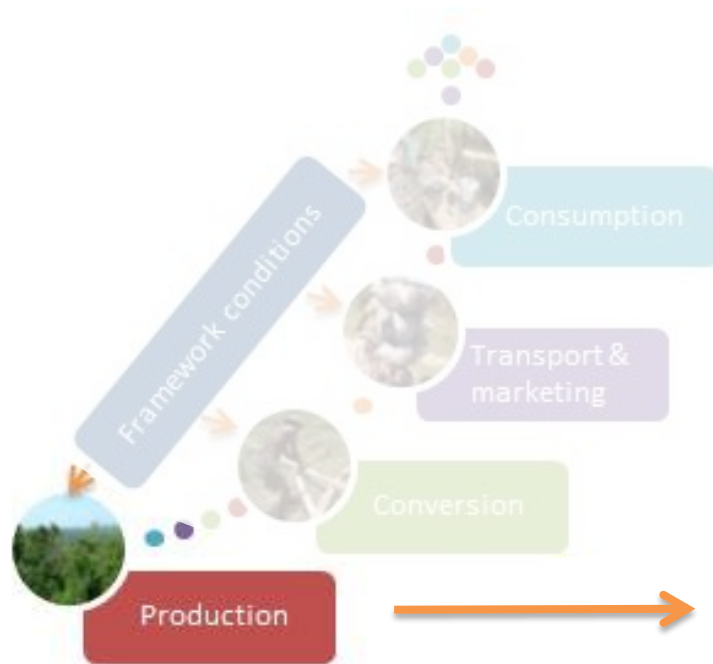 Framework conditions
Consumption
Transport &
marketing
Conversion
Production